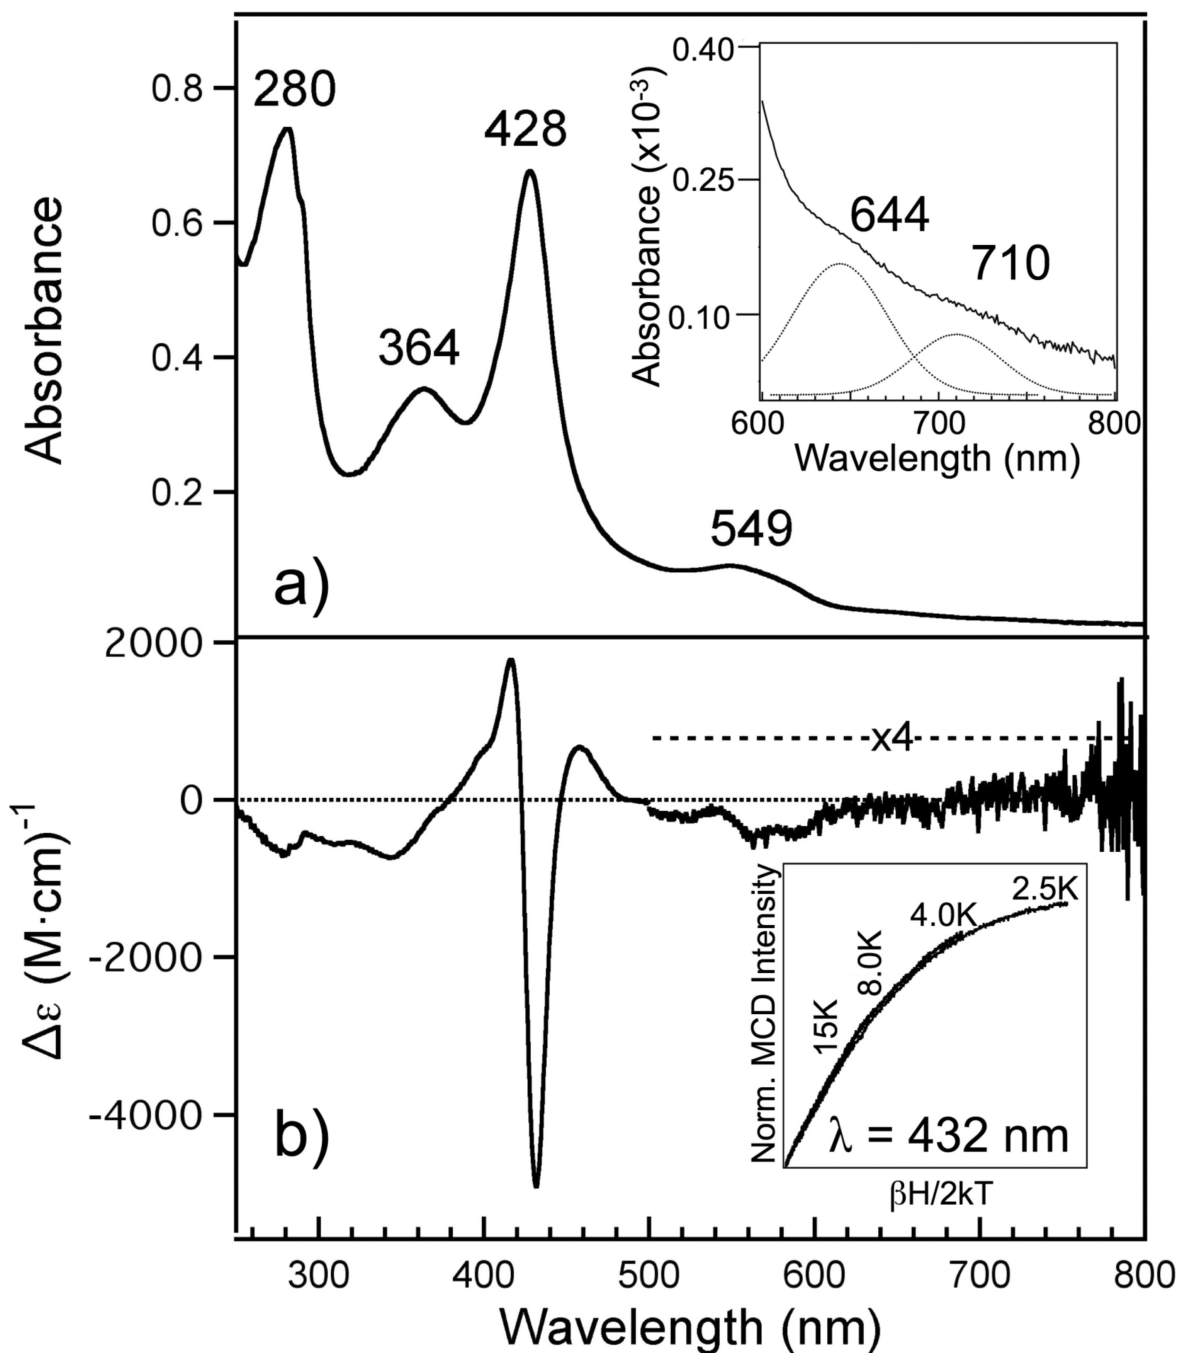 0.8
0.6
0.4
0.2
Absorbance
280
364
428
549
a)
0.40
0.25
0.10
Absorbance (x10⁻³)
644
710
600
700
800
Wavelength (nm)
2000
0
-2000
-4000
Δε (M·cm)⁻¹
x4
b)
Norm. MCD Intensity
15K
8.0K
4.0K
2.5K
λ = 432 nm
βH/2kT
300
400
500
600
700
800
Wavelength (nm)